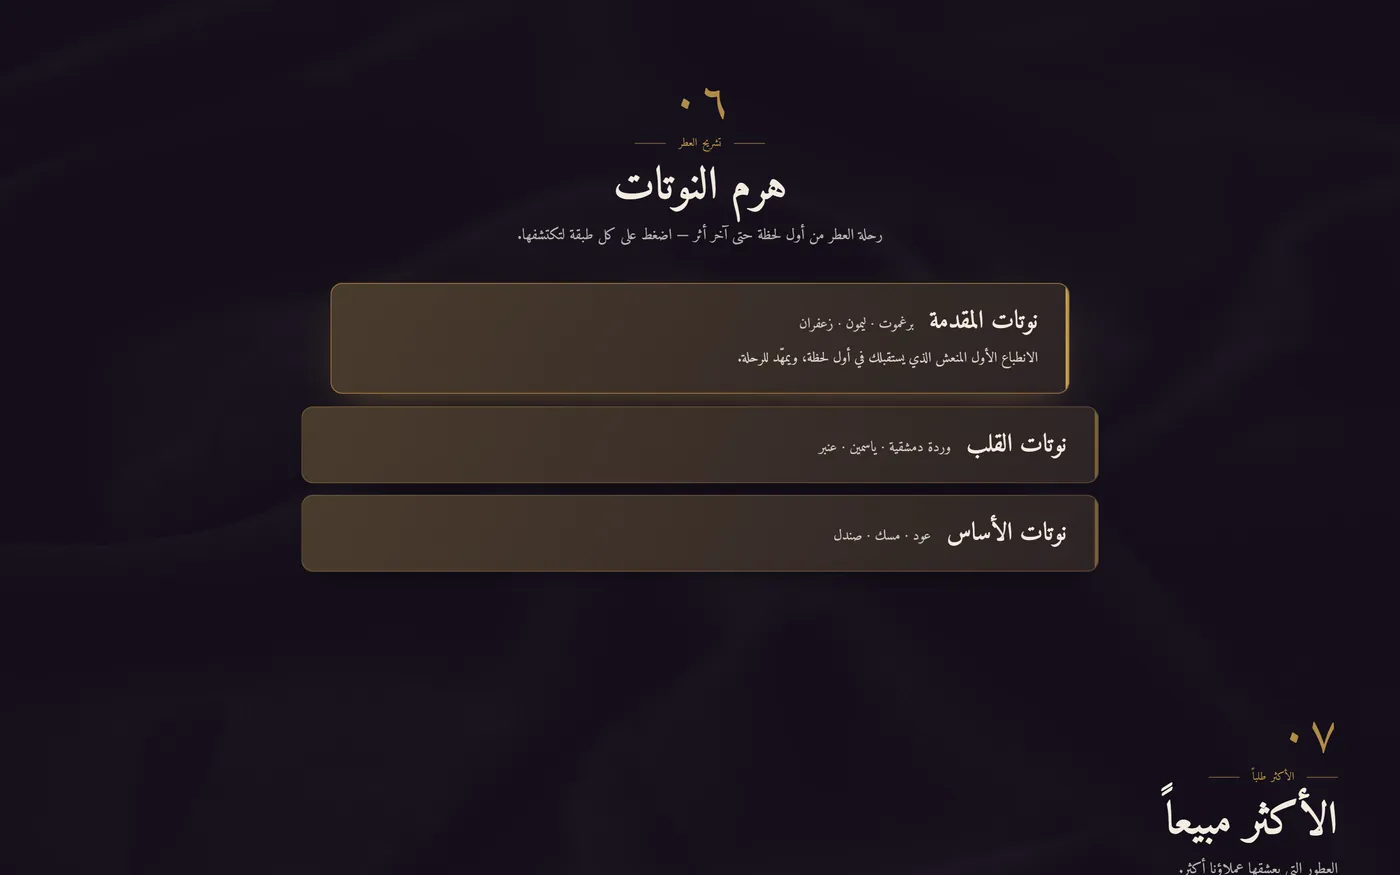 ٠٦
تشريح العطر
هرم النوتات
رحلة العطر من أول لحظة حتى آخر أثر — اضغط على كل طبقة لتكتشفها.
نوتات المقدمة برغموت · ليمون · زعفران
الانطباع الأول المنعش الذي يستقبلك في أول لحظة، ويمهّد للرحلة.
نوتات القلب وردة دمشقية · ياسمين · عنبر
نوتات الأساس عود · مسك · صندل
٠٧
الأكثر طلباً
الأكثر مبيعاً
العطور التي يعشقها عملاؤنا أكثر.